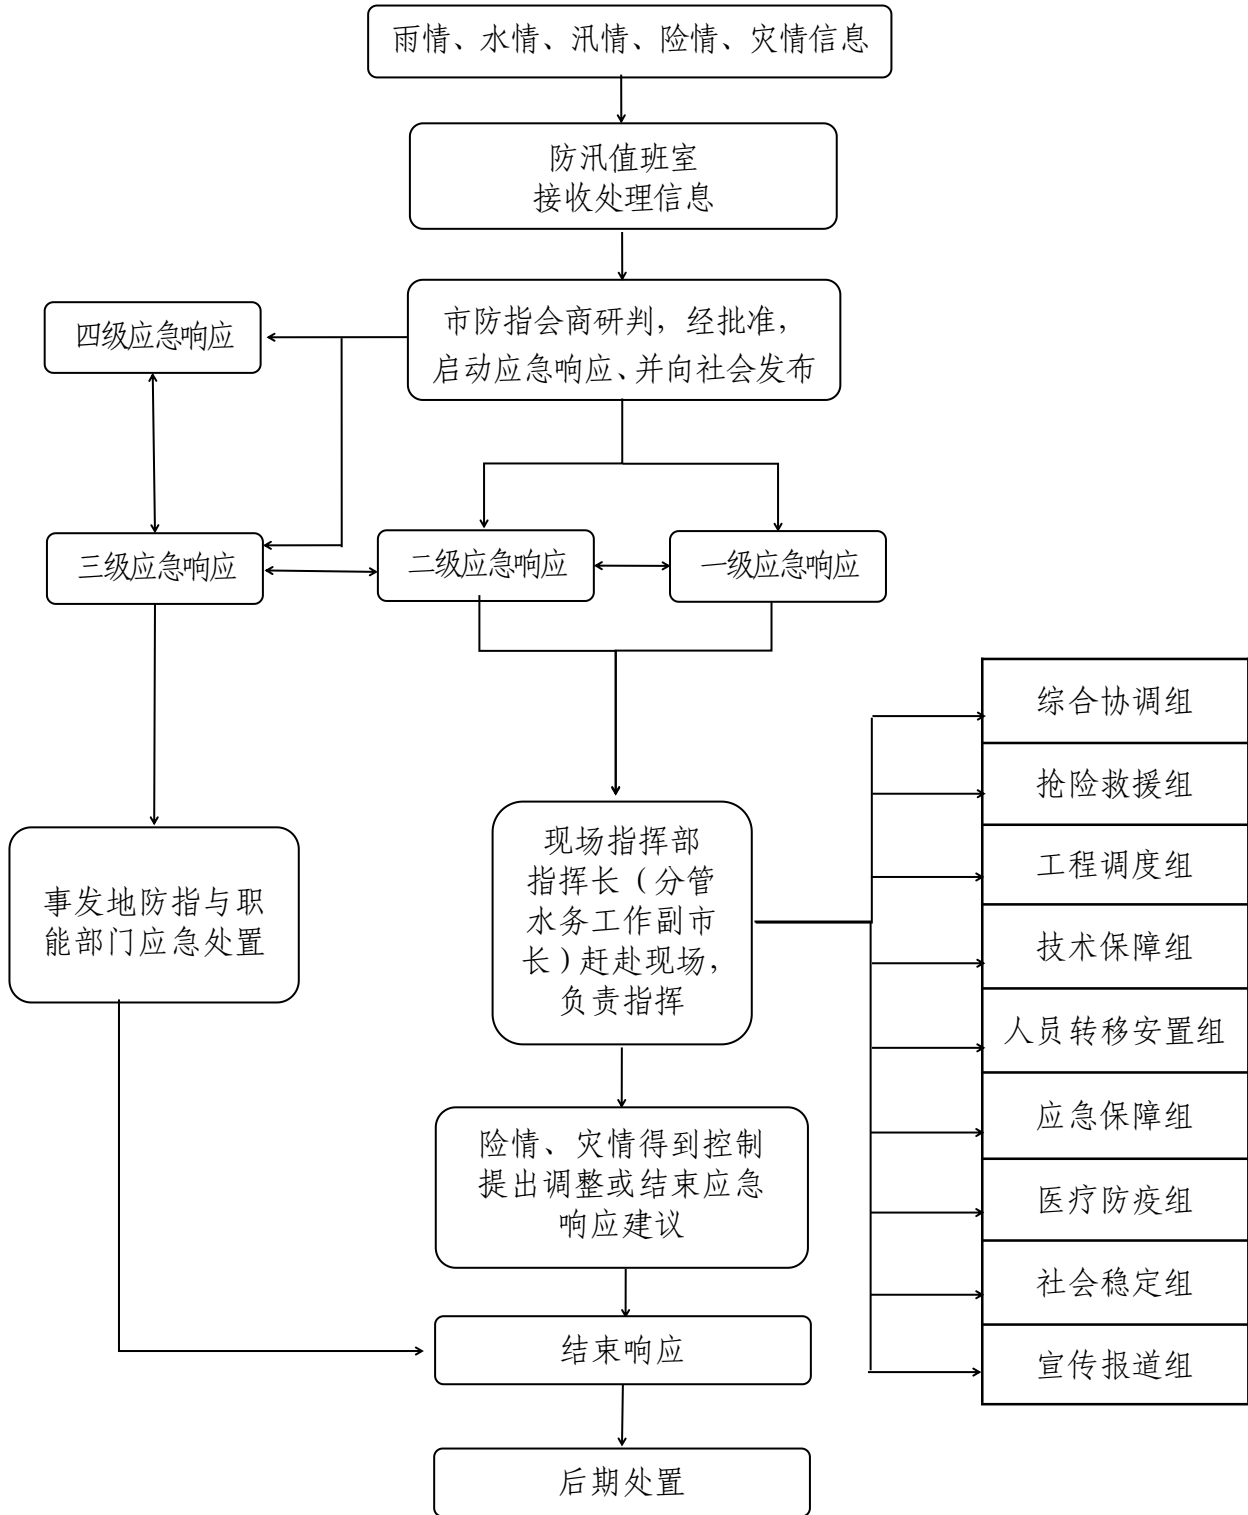 雨情、水情、汛情、险情、灾情信息
防汛值班室
接收处理信息
市防指会商研判，经批准，
启动应急响应、并向社会发布
四级应急响应
三级应急响应
二级应急响应
一级应急响应
事发地防指与职
能部门应急处置
现场指挥部
指挥长（分管
水务工作副市
长）赶赴现场，
负责指挥
综合协调组
抢险救援组
工程调度组
技术保障组
人员转移安置组
应急保障组
医疗防疫组
社会稳定组
宣传报道组
险情、灾情得到控制
提出调整或结束应急
响应建议
结束响应
后期处置